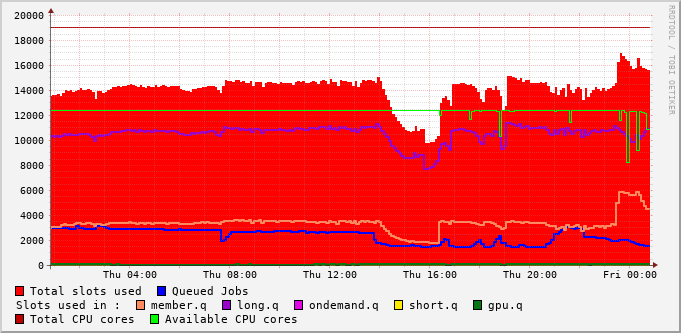 20000
18000
16000
14000
12000
10000
8000
6000
4000
2000
0
Thu 04:00 Thu 08:00 Thu 12:00 Thu 16:00 Thu 20:00 Fri 00:00
RRDTOOL / TOBI OETIKER
Total slots used Queued Jobs
Slots used in : member.q long.q ondemand.q short.q gpu.q
Total CPU cores Available CPU cores